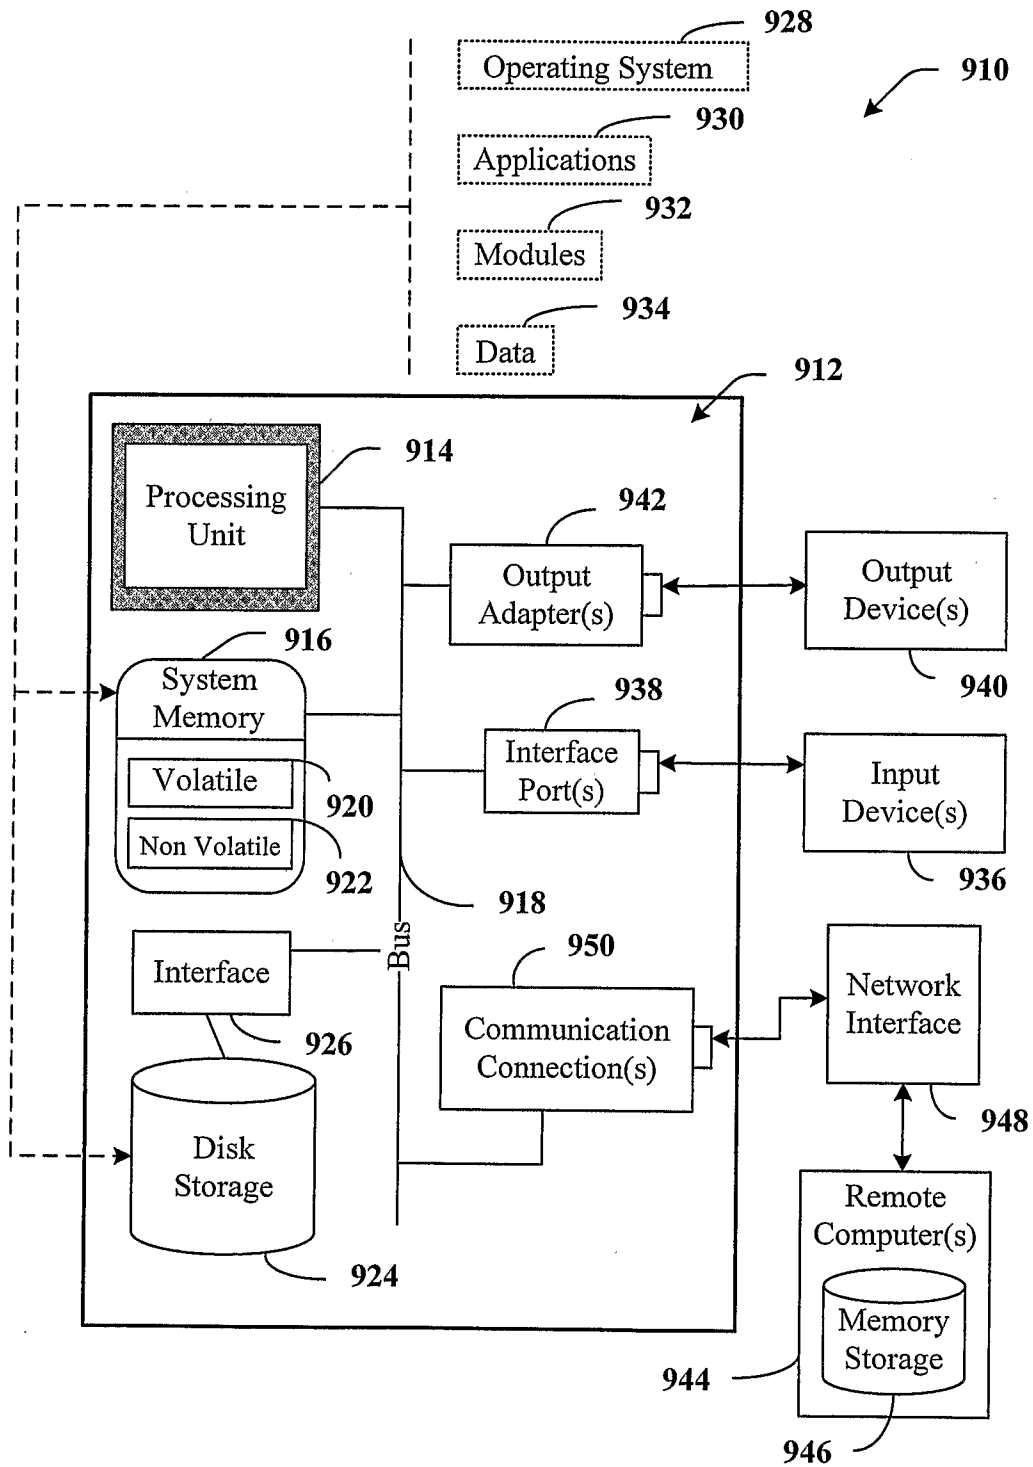 928
Operating System
910
930
Applications
932
Modules
934
Data
912
914
Processing
Unit
942
Output
Adapter(s)
Output
Device(s)
940
916
System
Memory
Volatile
920
Non Volatile
922
938
Interface
Port(s)
Input
Device(s)
936
918
Bus
Interface
926
950
Communication
Connection(s)
Network
Interface
948
Disk
Storage
924
Remote
Computer(s)
Memory
Storage
944
946